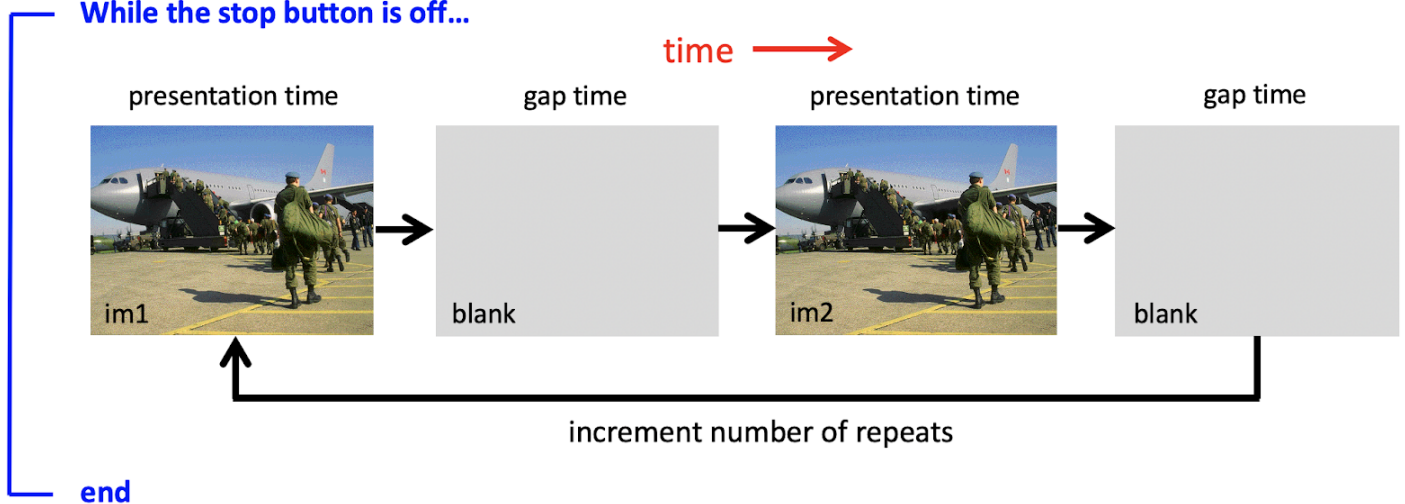 While the stop button is off...
time
presentation time
gap time
presentation time
gap time
im1
blank
im2
blank
increment number of repeats
end